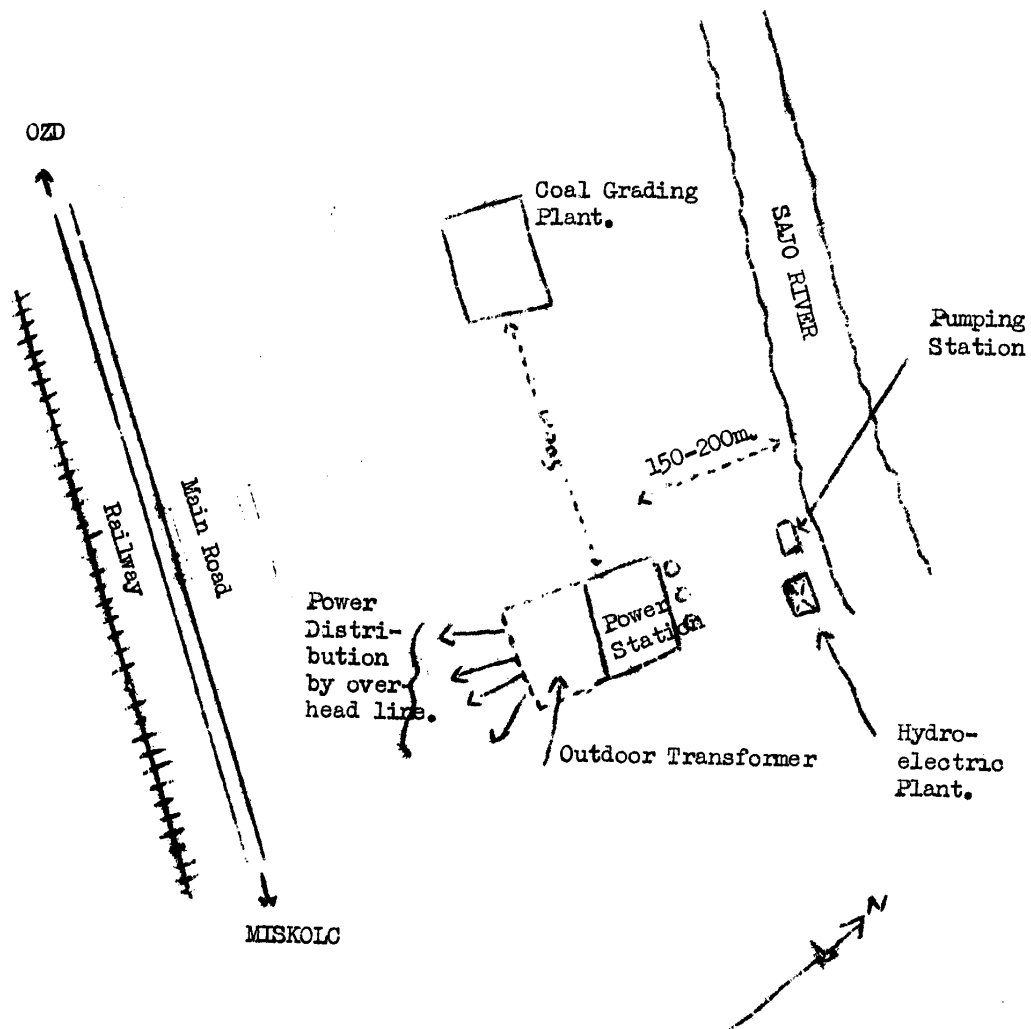 OZD
Coal Grading
Plant.
SAJO RIVER
Pumping
Station
150-200m.
Main Road
Railway
Power
Distri-
bution
by over-
head line.
Power
Station
Outdoor Transformer
Hydro-
electric
Plant.
MISKOLC
N